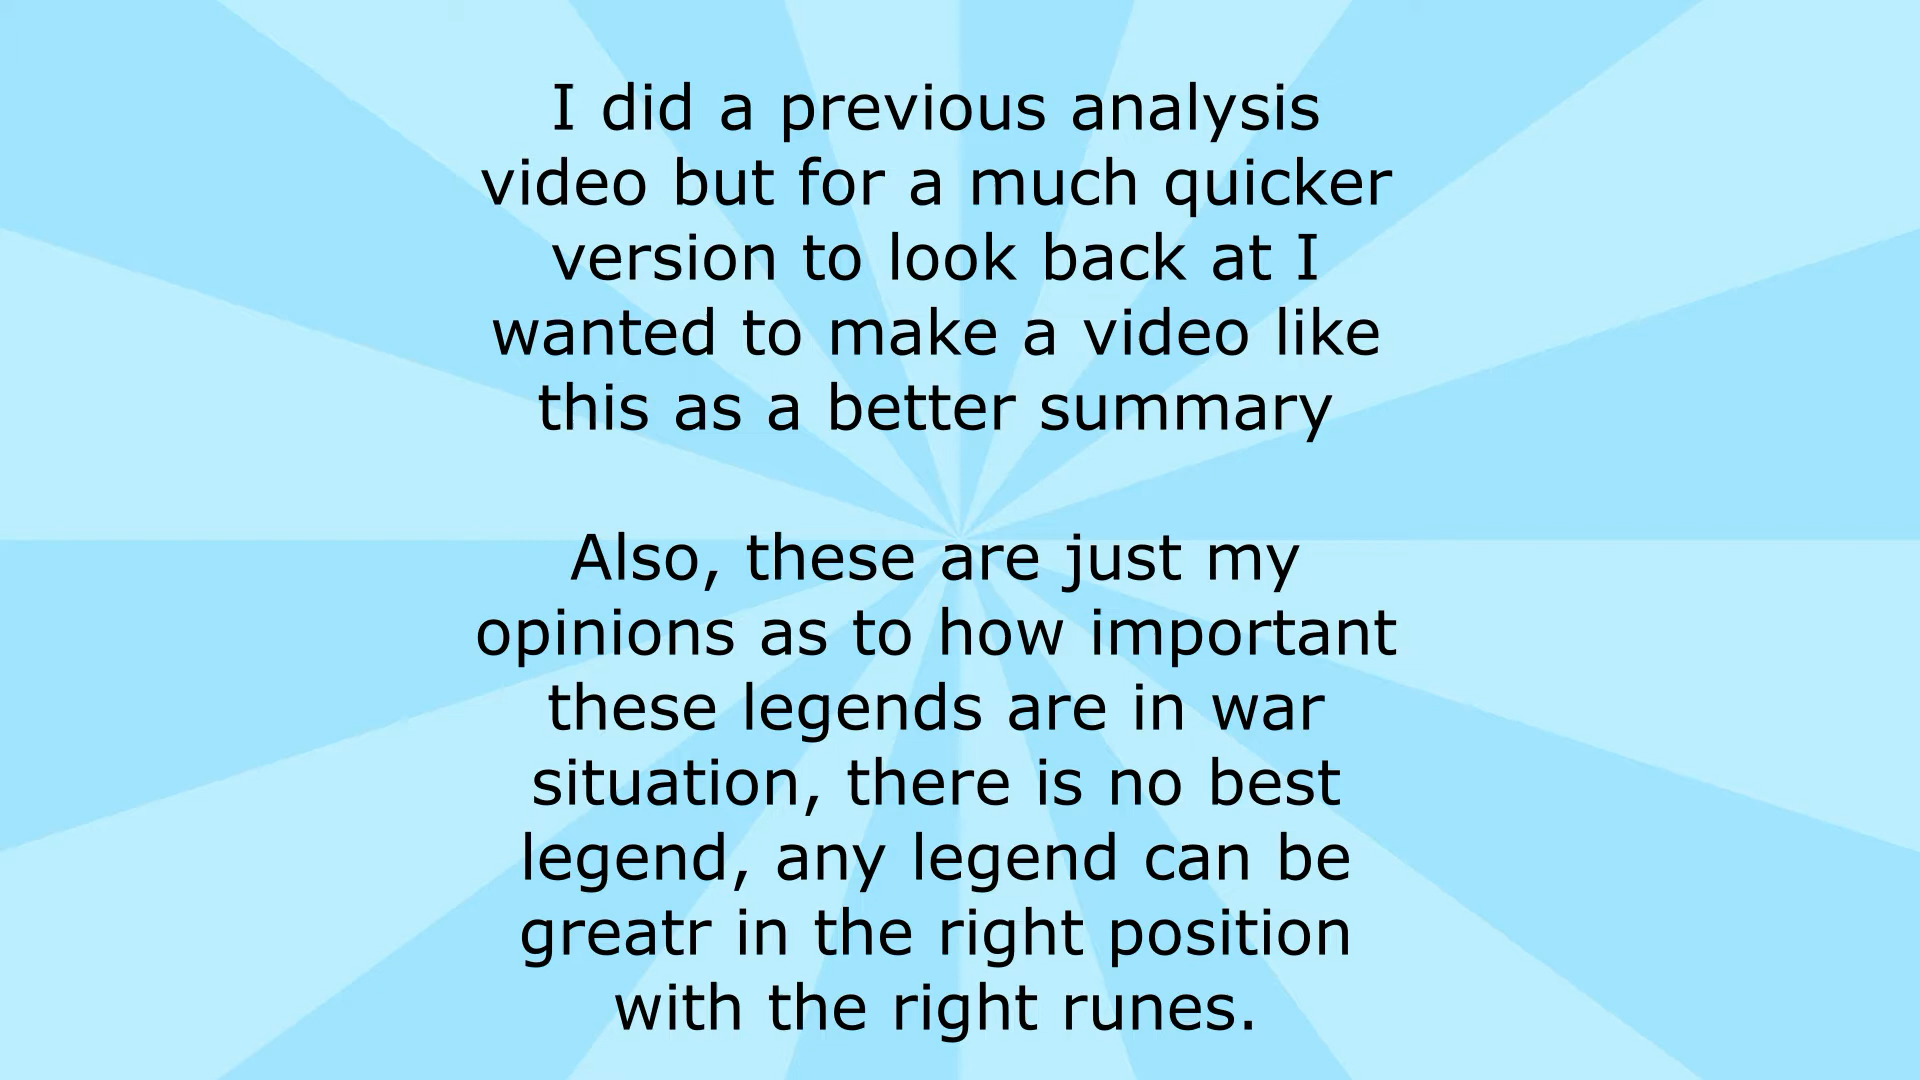 I did a previous analysis
video but for a much quicker
version to look back at I
wanted to make a video like
this as a better summary
Also, these are just my
opinions as to how important
these legends are in war
situation, there is no best
legend, any legend can be
greatr in the right position
with the right runes.